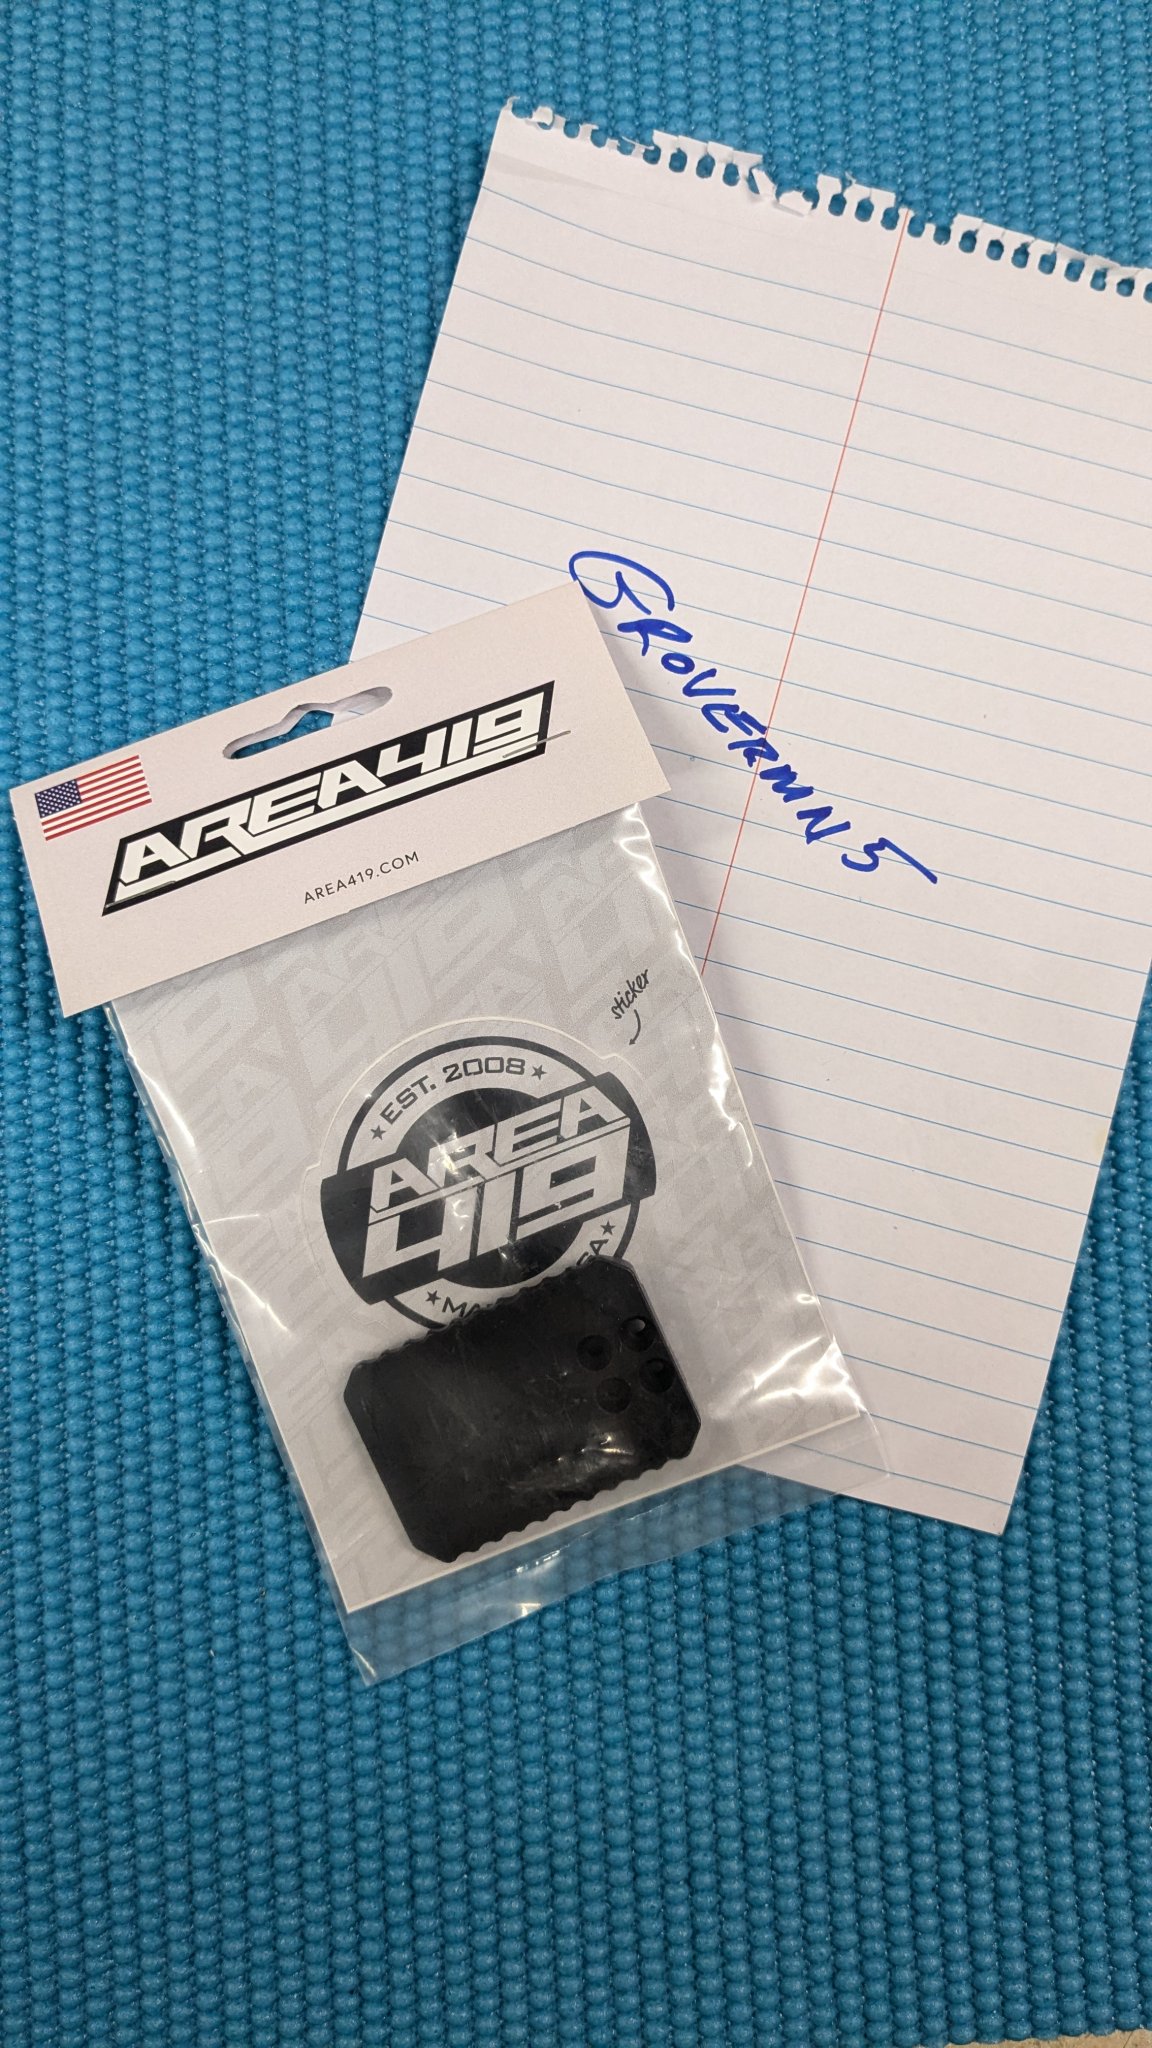 GROVERMN5
AREA419
AREA419.COM
sticker
★ EST. 2008 ★
AREA
419